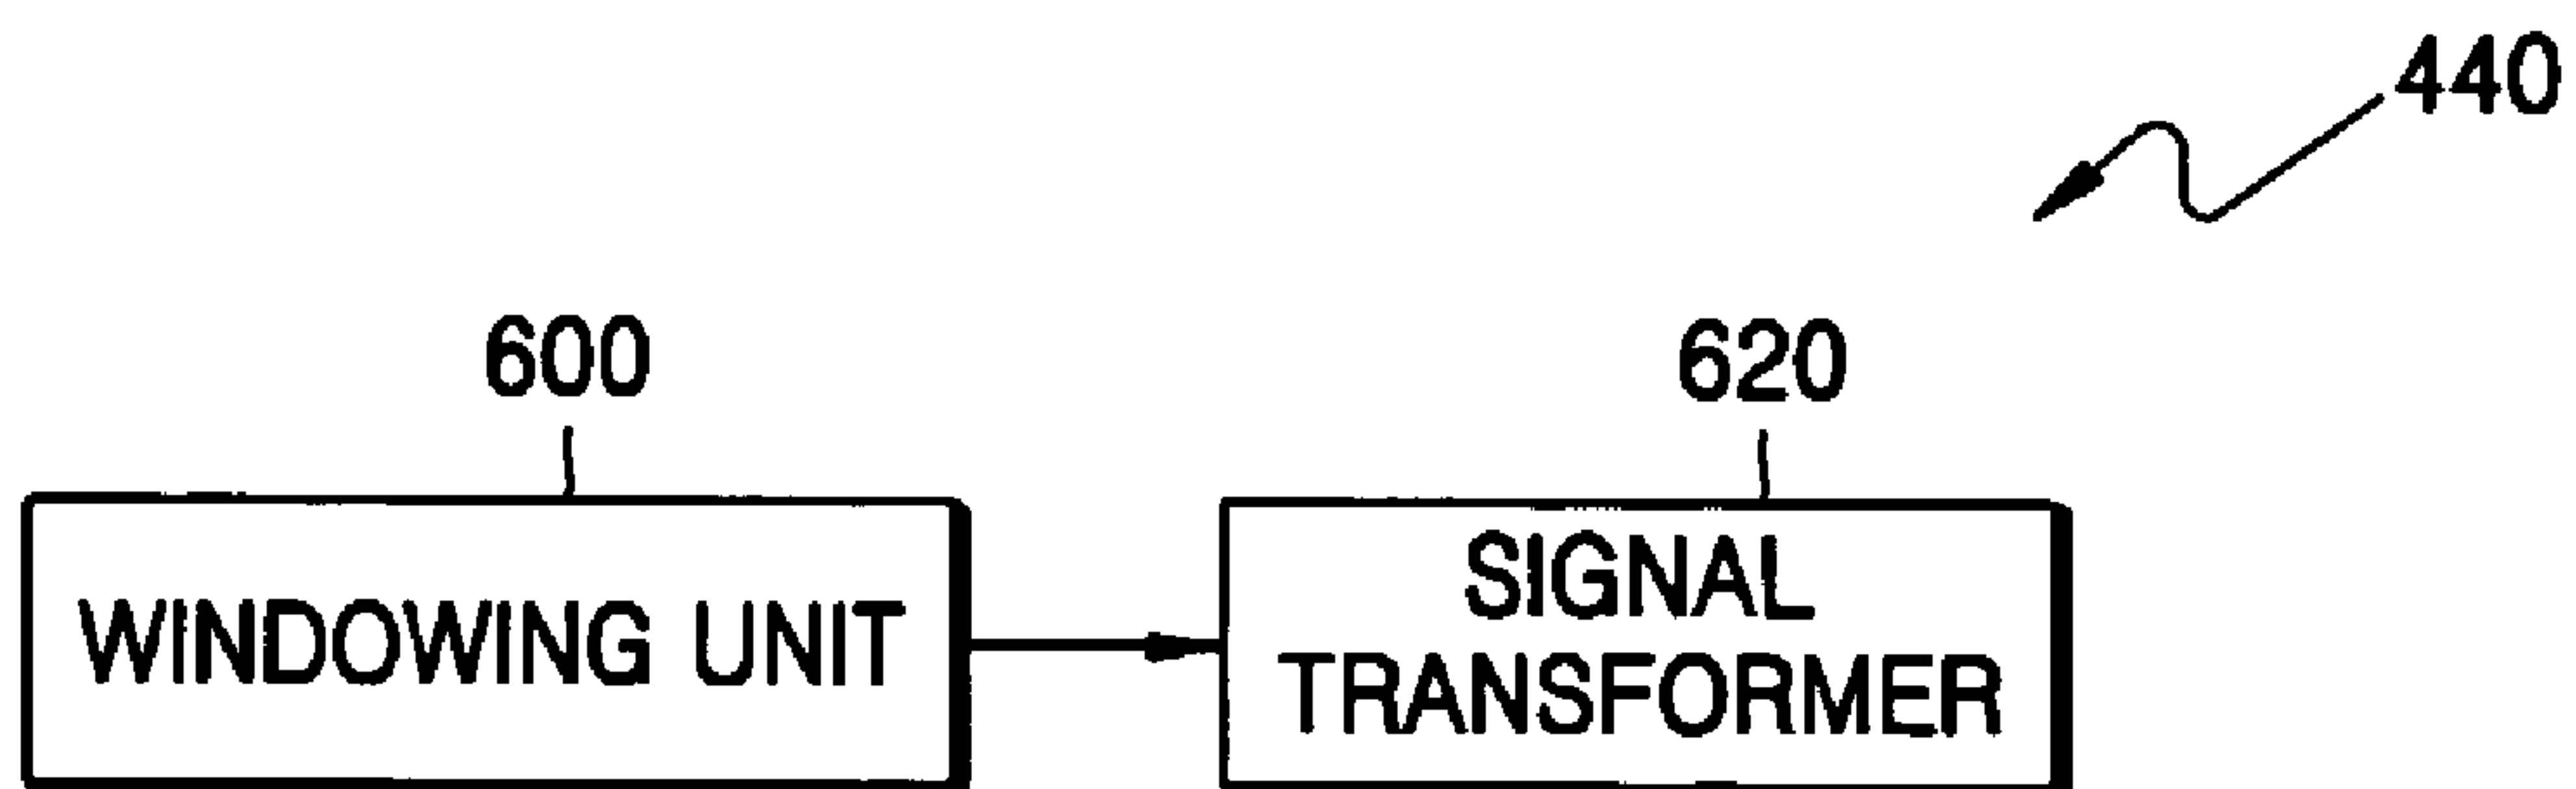 440
600
620
WINDOWING UNIT
SIGNAL
TRANSFORMER